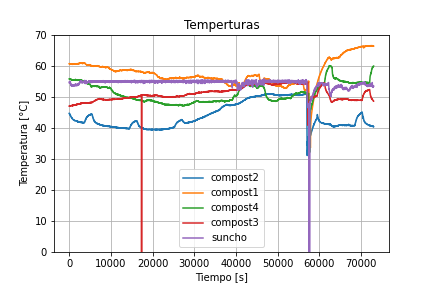 Temperturas
Temperatura [°C]
70
60
50
40
30
20
10
0
compost2
compost1
compost4
compost3
suncho
0 10000 20000 30000 40000 50000 60000 70000
Tiempo [s]